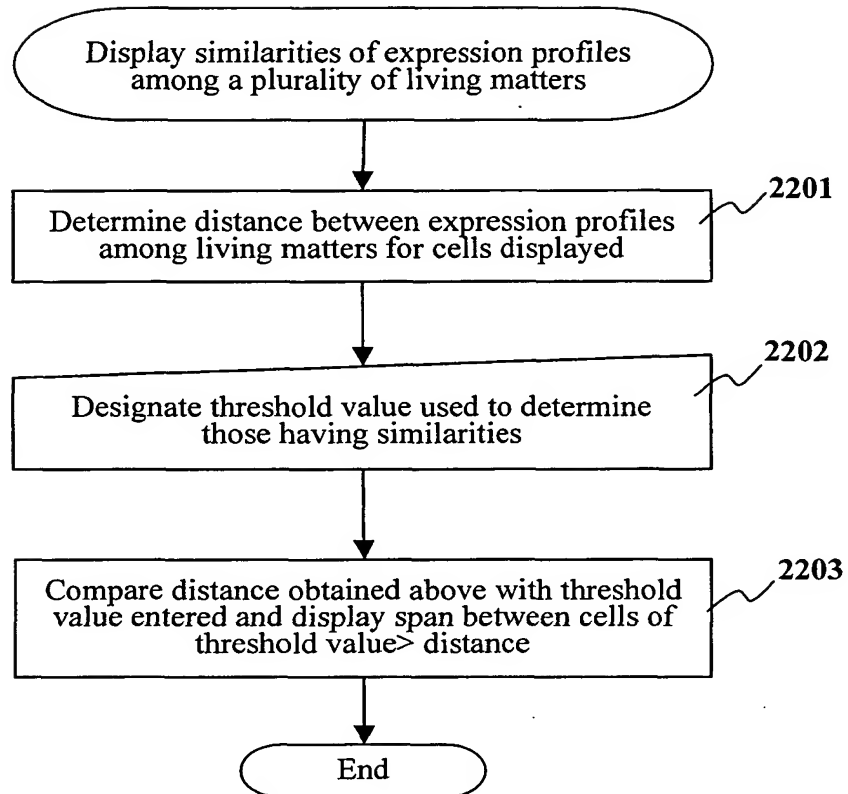 Display similarities of expression profiles
among a plurality of living matters
2201
Determine distance between expression profiles
among living matters for cells displayed
2202
Designate threshold value used to determine
those having similarities
2203
Compare distance obtained above with threshold
value entered and display span between cells of
threshold value> distance
End